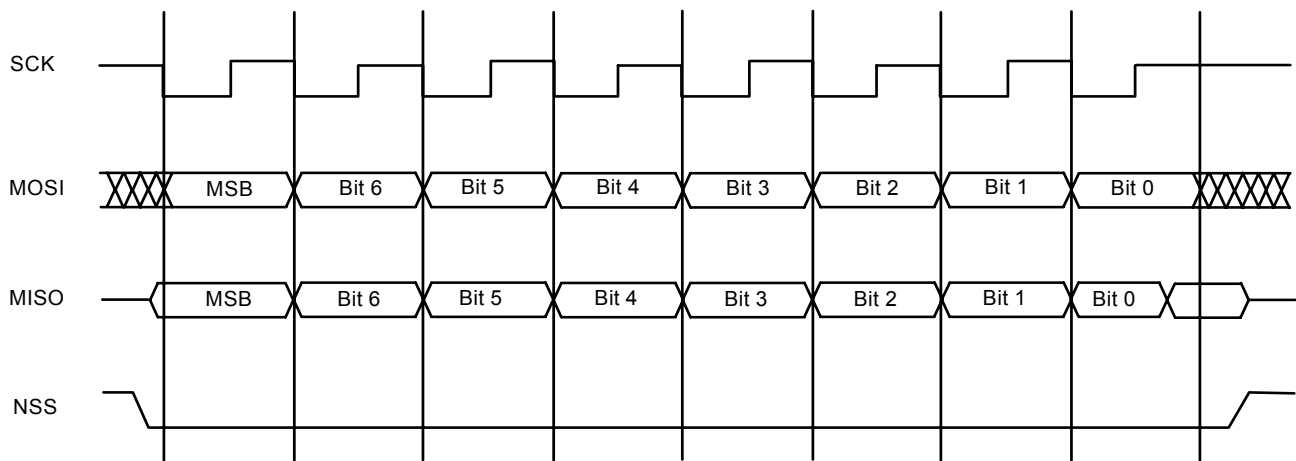 SCK
MOSI MSB Bit 6 Bit 5 Bit 4 Bit 3 Bit 2 Bit 1 Bit 0
MISO MSB Bit 6 Bit 5 Bit 4 Bit 3 Bit 2 Bit 1 Bit 0
NSS